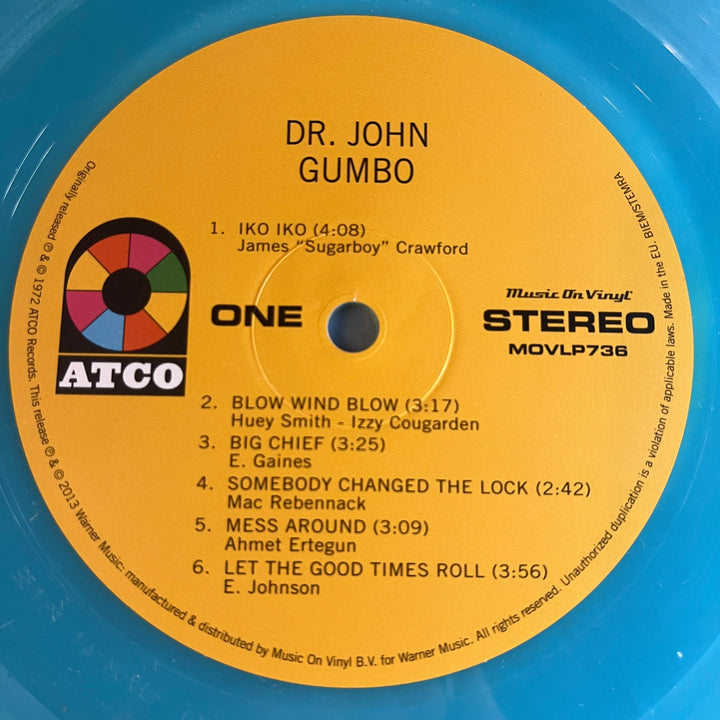 DR. JOHN
GUMBO
1. IKO IKO (4:08)
James "Sugarboy" Crawford
ATCO
ONE
Music On Vinyl
STEREO
MOVLP736
2. BLOW WIND BLOW (3:17)
Huey Smith - Izzy Cougarden
3. BIG CHIEF (3:25)
E. Gaines
4. SOMEBODY CHANGED THE LOCK (2:42)
Mac Rebennack
5. MESS AROUND (3:09)
Ahmet Ertegun
6. LET THE GOOD TIMES ROLL (3:56)
E. Johnson
Originally released ℗ & © 1972 ATCO Records. This release ℗ & © 2013 Warner Music: manufactured & distributed by Music On Vinyl B.V. for Warner Music. All rights reserved. Unauthorized duplication is a violation of applicable laws. Made in the EU. BIEM/STEMRA